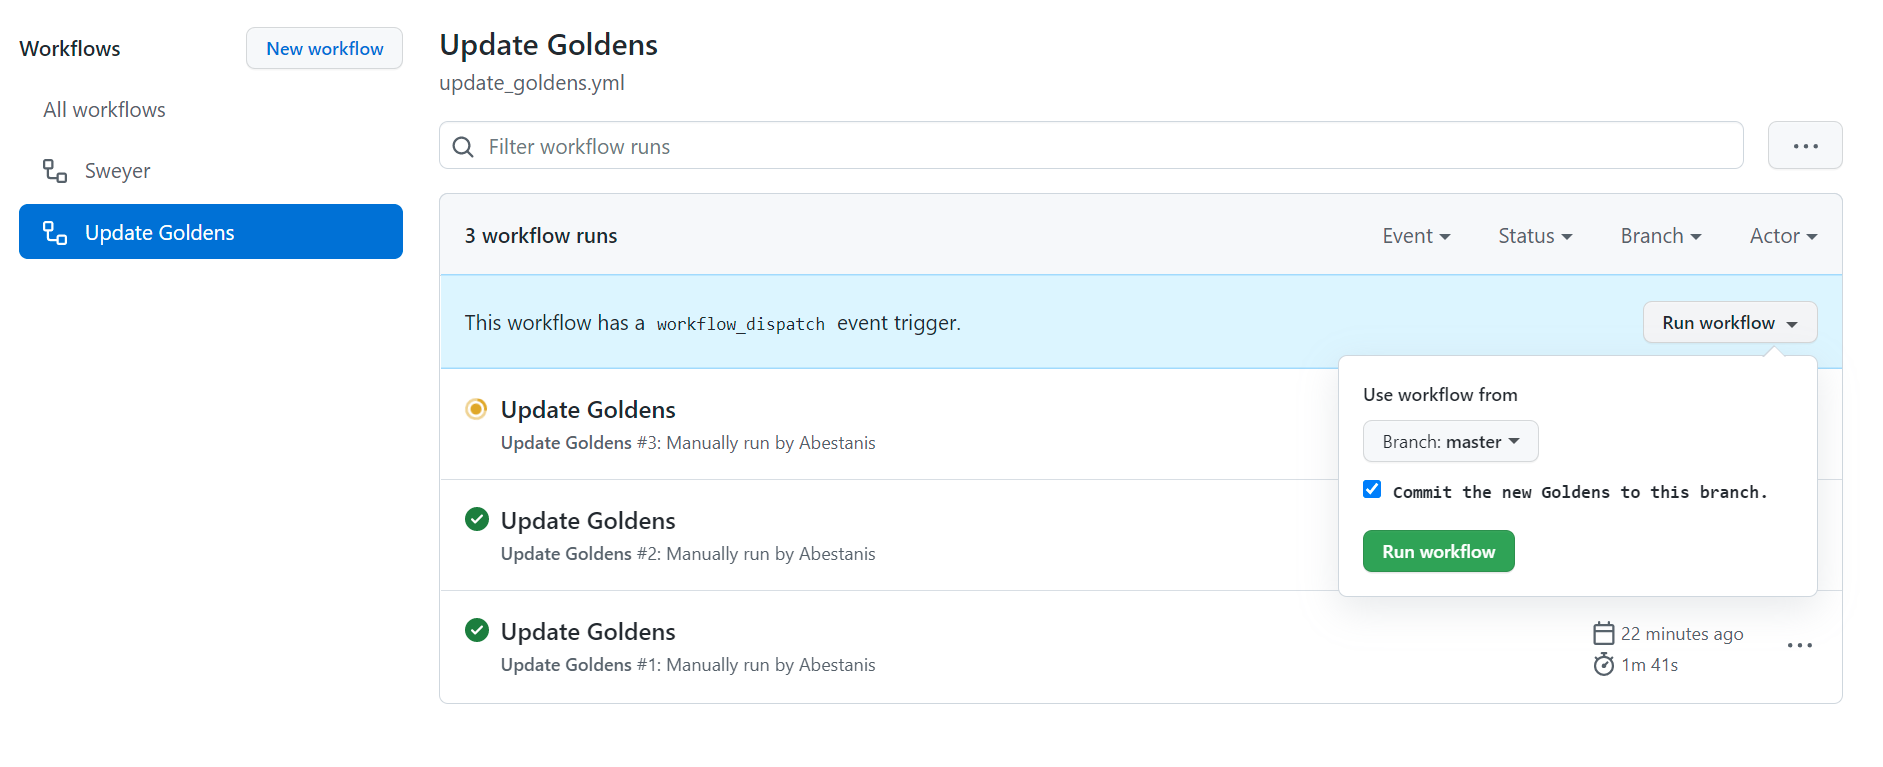 Workflows
New workflow
All workflows
Sweyer
Update Goldens
Update Goldens
update_goldens.yml
Filter workflow runs
3 workflow runs
Event
Status
Branch
Actor
This workflow has a workflow_dispatch event trigger.
Run workflow
Use workflow from
Branch: master
Commit the new Goldens to this branch.
Run workflow
Update Goldens
Update Goldens #3: Manually run by Abestanis
Update Goldens
Update Goldens #2: Manually run by Abestanis
Update Goldens
Update Goldens #1: Manually run by Abestanis
22 minutes ago
1m 41s